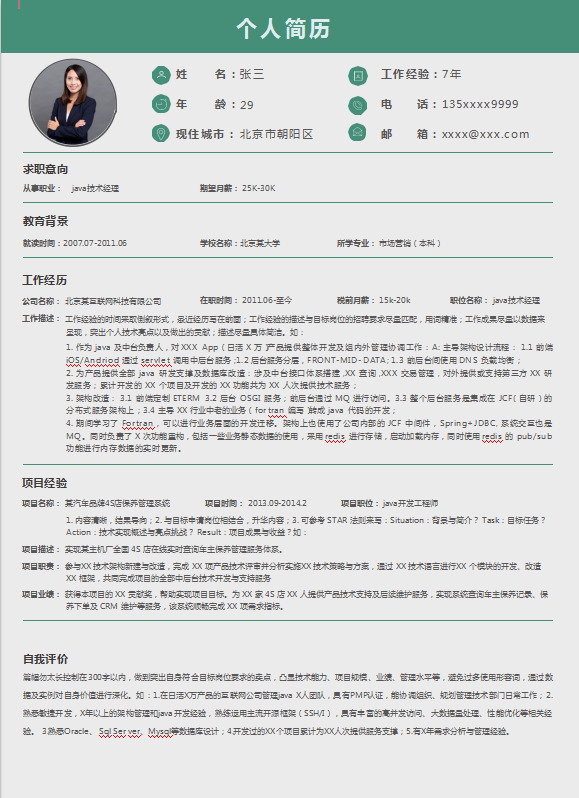 个人简历
姓 名：张三 工作经验：7年
年 龄：29 电 话：135xxxx9999
现住城市：北京市朝阳区 邮 箱：xxxx@xxx.com
求职意向
从事职业： java技术经理 期望月薪： 25K-30K
教育背景
就读时间：2007.07-2011.06 学校名称：北京某大学 所学专业： 市场营销（本科）
工作经历
公司名称： 北京某互联网科技有限公司 在职时间： 2011.06-至今 税前月薪： 15k-20k 职位名称： java技术经理
工作描述： 工作经验的时间采取倒叙形式，最近经历写在前面；工作经验的描述与目标岗位的招聘要求尽量匹配，用词精准；工作成果尽量以数据来
呈现，突出个人技术亮点以及做出的贡献；描述尽量具体简洁。如：
1. 作为 java 及中台负责人，对 XXX App（日活 X 万）产品提供整体开发及组内外管理协调工作：A: 主导架构设计流程： 1.1 前端
iOS/Andriod 通过 servlet 调用中后台服务；1.2 后台服务分层，FRONT-MID- DATA; 1.3 前后台间使用 DNS 负载均衡；
2. 为产品提供全部 java 研发支撑及数据库改造：涉及中台接口体系搭建，XX 查询，XXX 交易管理，对外提供或支持第三方 XX 研
发服务；累计开发的 XX 个项目及开发的 XX 功能共为 XX 人次提供技术服务；
3. 架构改造： 3.1 前端定制 ETERM 3.2 后台 OSGI 服务；前后台通过 MQ 进行访问。3.3 整个后台服务是集成在 JCF( 自研 ) 的
分布式服务架构上；3.4 主导 XX 行业中老的业务（ fortran 编写 )转成 java 代码的开发；
4. 期间学习了 Fortran，可以进行业务层面的开发迁移。架构上也使用了公司内部的 JCF 中间件，Spring+JDBC, 系统交互也是
MQ。同时负责了 X 次功能重构，包括一些业务静态数据的使用，采用 redis 进行存储，启动加载内存，同时使用 redis 的 pub/sub
功能进行内存数据的实时更新。
项目经验
项目名称： 某汽车品牌4S店保养管理系统 项目时间： 2013.09-2014.2 项目职位： java开发工程师
1. 内容清晰，结果导向；2. 与目标申请岗位相结合，升华内容；3. 可参考 STAR 法则来写：Situation：背景与简介？ Task：目标任务？
Action：技术实现概述与亮点挑战？ Result：项目成果与收益？如：
项目描述： 实现某主机厂全国 4S 店在线实时查询车主保养管理服务体系。
项目职责： 参与XX 技术架构新建与改造，完成 XX 项产品技术评审并分析实施XX 技术策略与方案，通过 XX 技术语言进行XX 个模块的开发、改造
XX 框架，共同完成项目的全部中后台技术开发与支持服务
项目业绩： 获得本项目的 XX 贡献奖，帮助实现项目目标。为 XX 家 4S 店 XX 人提供产品技术支持及后续维护服务，实现系统查询车主保养记录、保
养下单及 CRM 维护等服务，该系统顺畅完成 XX 项需求指标。
自我评价
篇幅勿太长控制在300字以内，做到突出自身符合目标岗位要求的卖点，凸显技术能力、项目规模、业绩、管理水平等，避免过多使用形容词，通过数
据及实例对自身价值进行深化。如：1.在日活X万产品的互联网公司管理java X人团队，具有PMP认证，能协调组织、规划管理技术部门日常工作；2.
熟悉敏捷开发，X年以上的架构管理和java开发经验，熟练运用主流开源框架（SSH/I），具有丰富的高并发访问、大数据量处理、性能优化等相关经
验。 3.熟悉Oracle、 Sql Server、Mysql等数据库设计；4.开发过的XX个项目累计为XX人次提供服务支撑；5.有X年需求分析与管理经验。